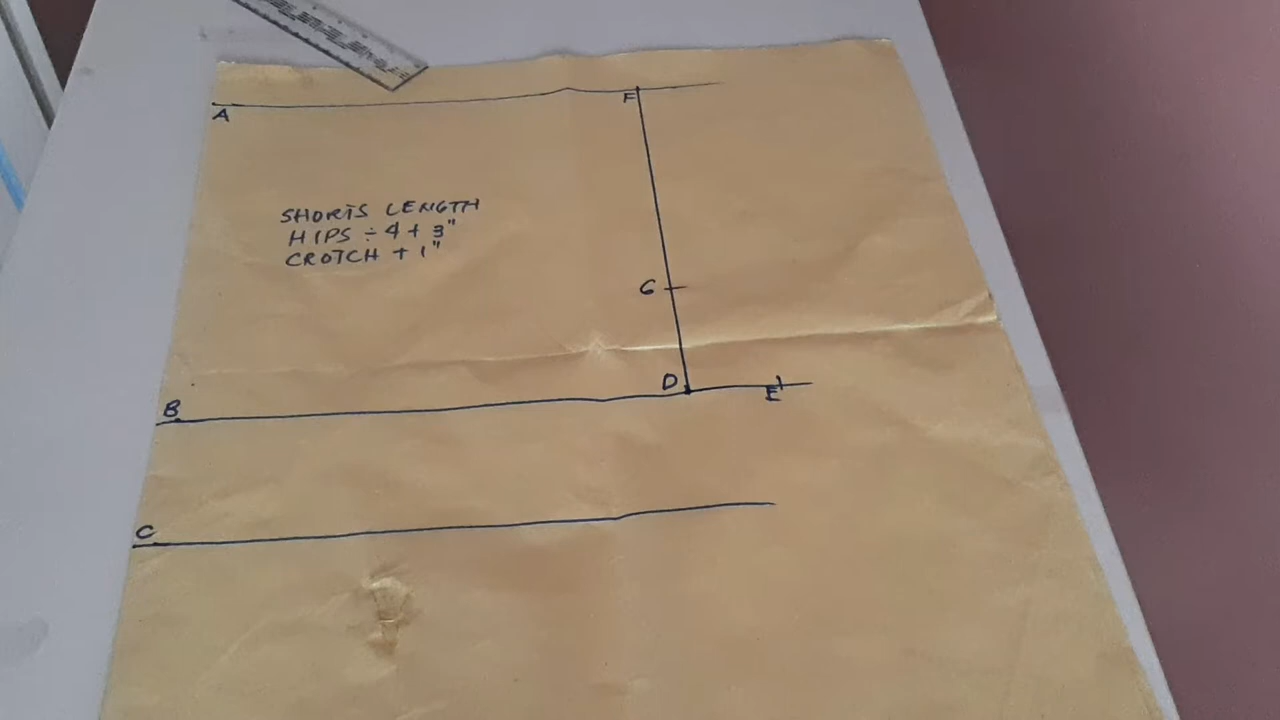 A
F
SHORTS LENGTH
HIPS ÷ 4 + 3"
CROTCH + 1"
G
D
E
B
C